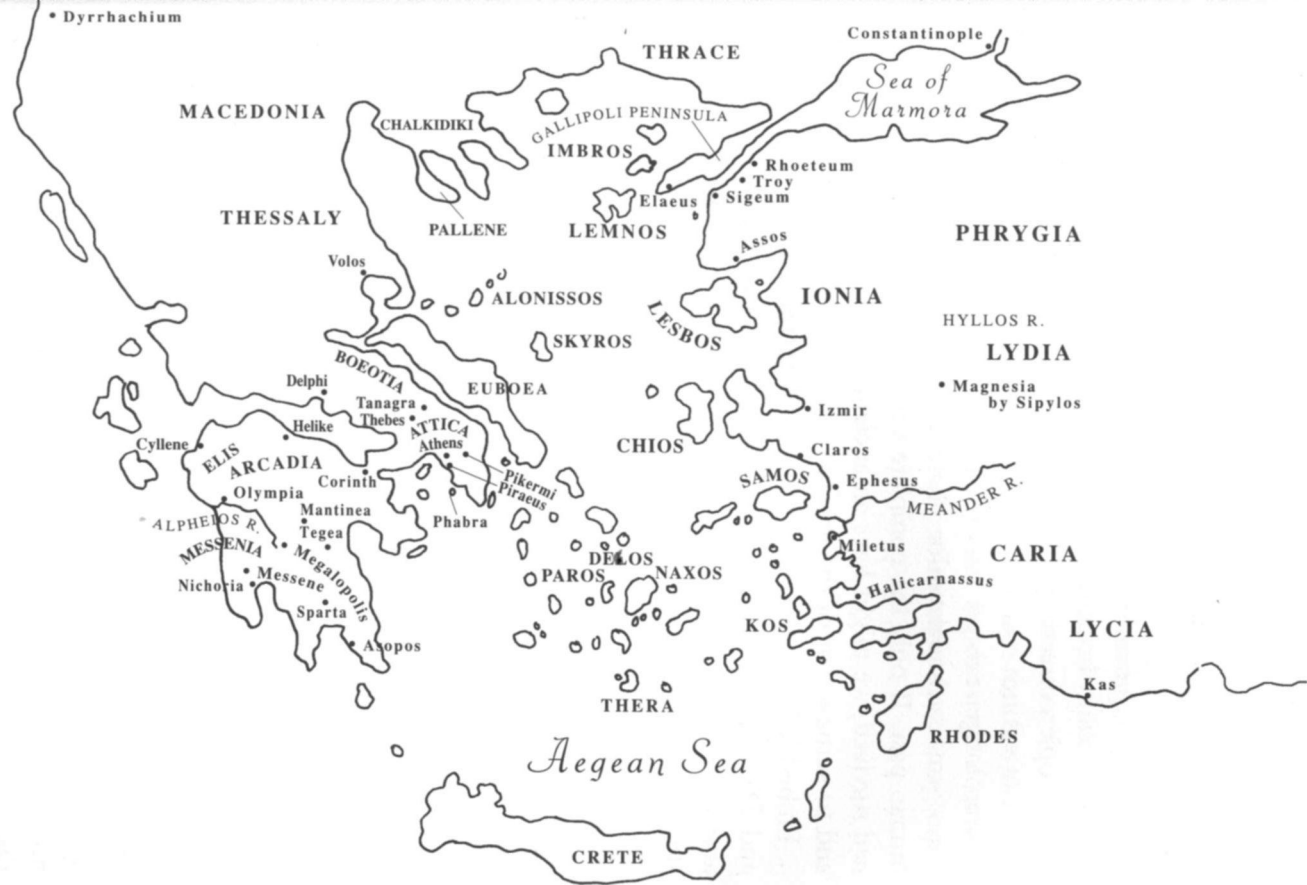 Dyrrhachium
Constantinople
THRACE
Sea of
Marmora
MACEDONIA
CHALKIDIKI
GALLIPOLI PENINSULA
IMBROS
Rhoeteum
Troy
Elaeus
Sigeum
THESSALY
PALLENE
LEMNOS
PHRYGIA
Assos
Volos
ALONISSOS
IONIA
LESBOS
HYLLOS R.
SKYROS
LYDIA
BOEOTIA
Delphi
EUBOEA
Magnesia
by Sipylos
Tanagra
Thebes
Izmir
ATTICA
Helike
Cyllene
Athens
CHIOS
Claros
ELIS
ARCADIA
Corinth
Pikermi
Piraeus
SAMOS
Ephesus
Olympia
MEANDER R.
Mantinea
Phabra
ALPHEIOS R.
Tegea
MESSENIA
Miletus
DELOS
CARIA
Megalopolis
PAROS
NAXOS
Nichoria
Messene
Halicarnassus
Sparta
KOS
LYCIA
Asopos
Kas
THERA
RHODES
Aegean Sea
CRETE